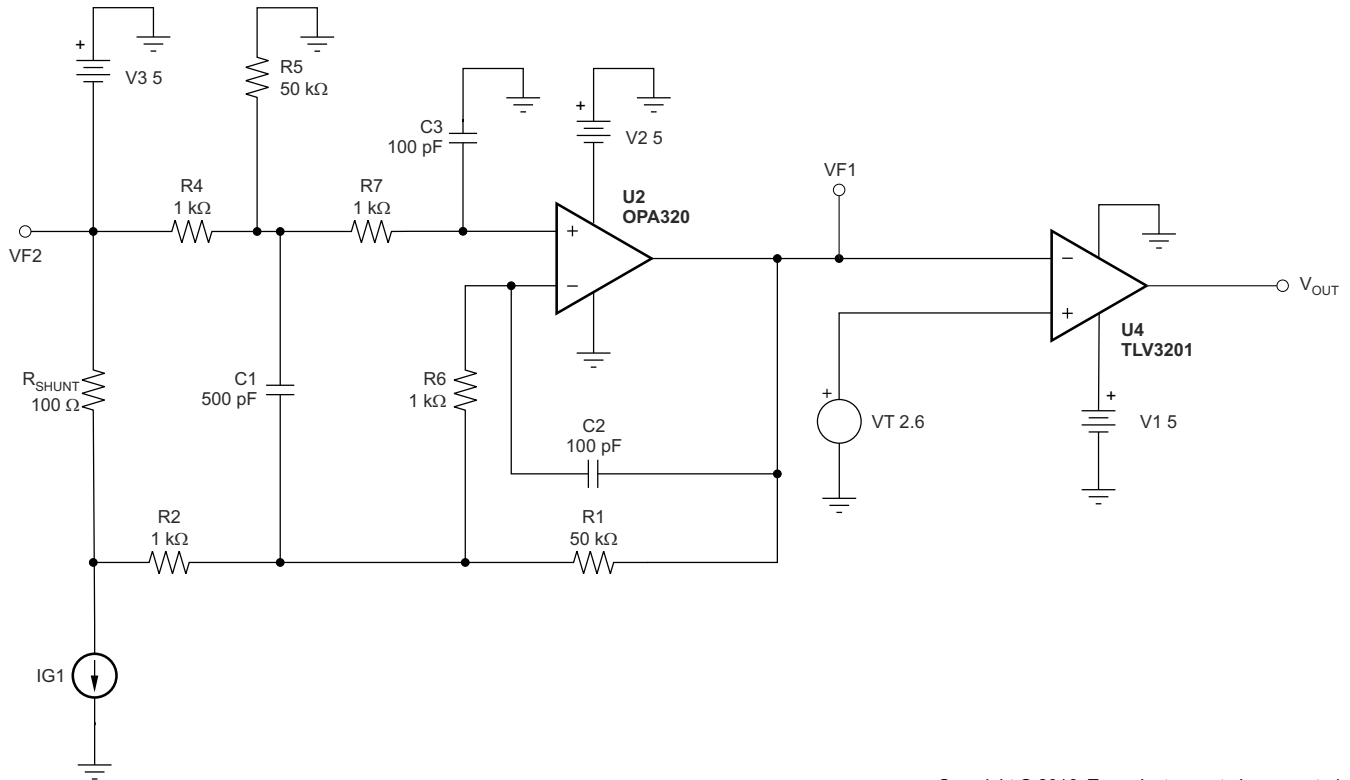 +
V3 5
R5
50 kΩ
C3
100 pF
+
V2 5
R4
1 kΩ
R7
1 kΩ
U2
OPA320
VF1
VF2
+
−
−
+
VOUT
U4
TLV3201
RSHUNT
100 Ω
C1
500 pF
R6
1 kΩ
C2
100 pF
+
VT 2.6
+
V1 5
R2
1 kΩ
R1
50 kΩ
IG1